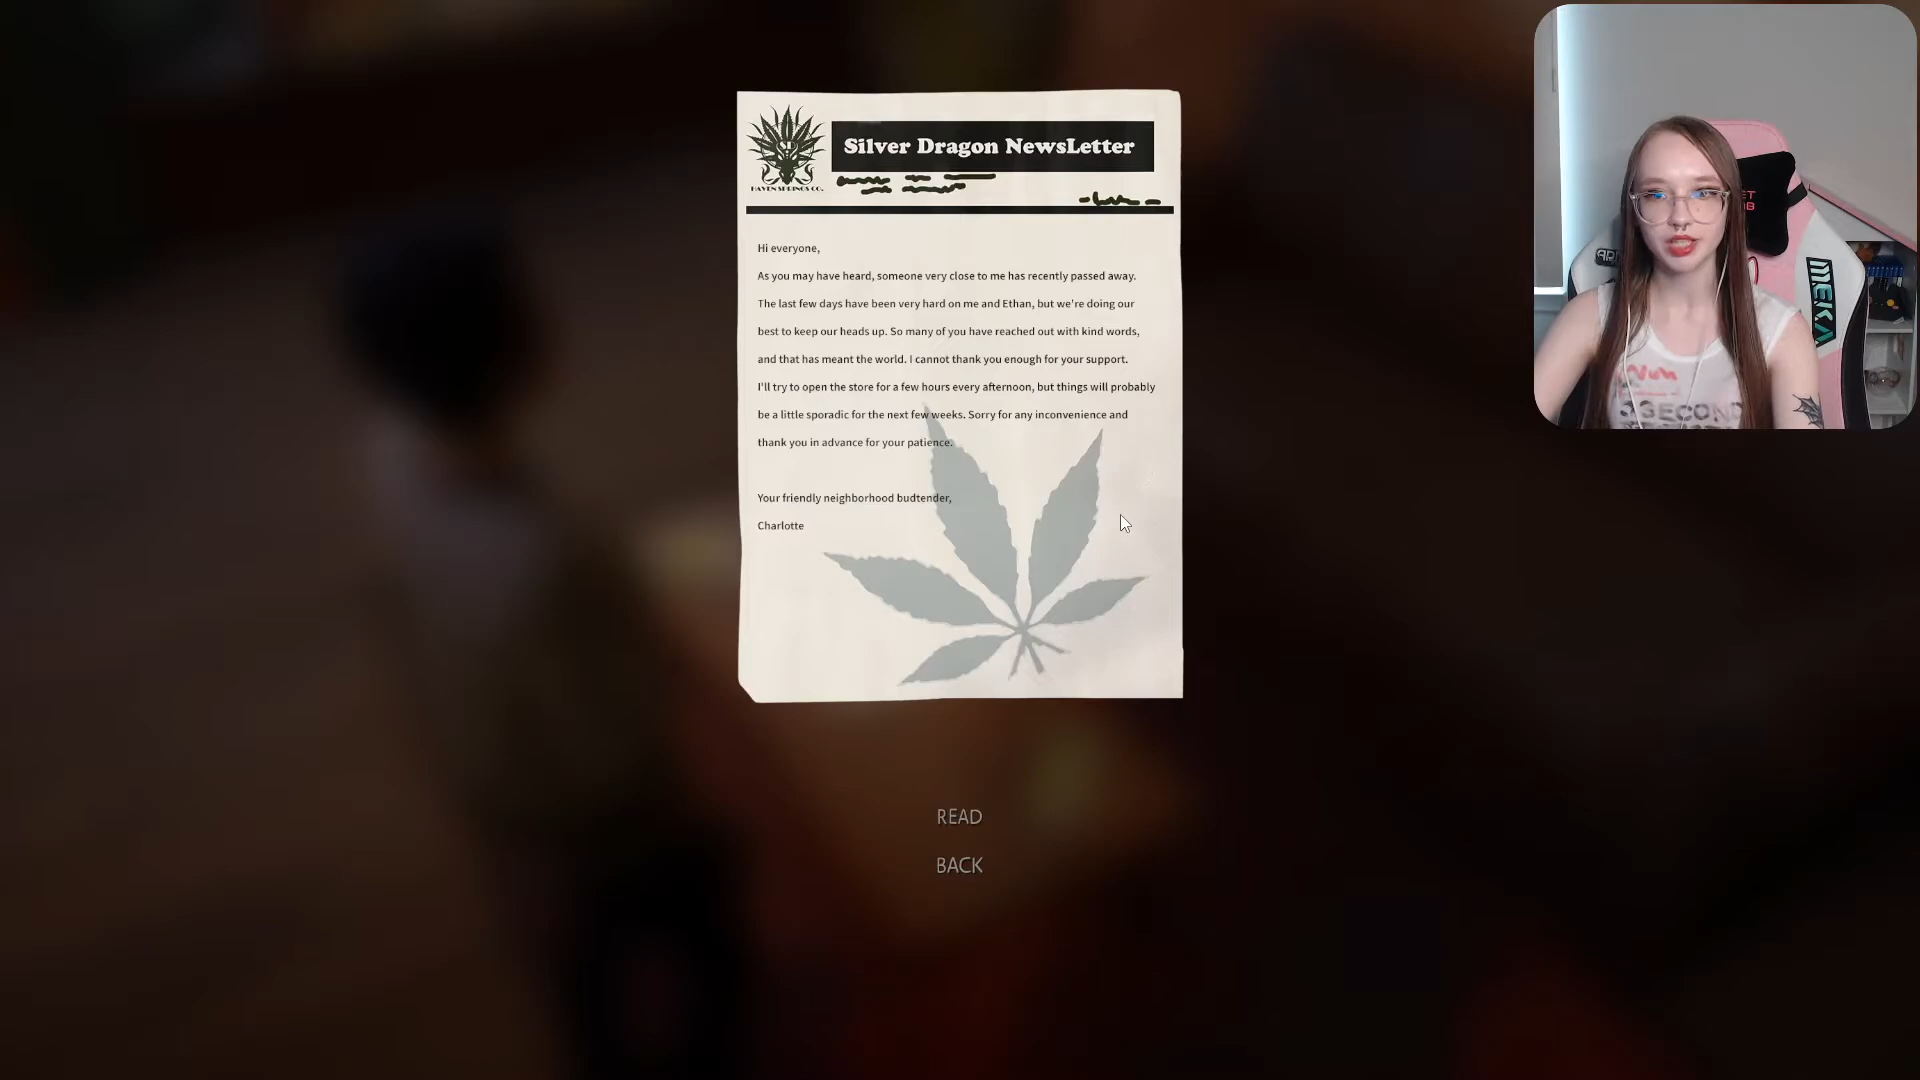 SD
HAVEN SPRINGS CO.
Silver Dragon NewsLetter
Hi everyone,
As you may have heard, someone very close to me has recently passed away.
The last few days have been very hard on me and Ethan, but we're doing our
best to keep our heads up. So many of you have reached out with kind words,
and that has meant the world. I cannot thank you enough for your support.
I'll try to open the store for a few hours every afternoon, but things will probably
be a little sporadic for the next few weeks. Sorry for any inconvenience and
thank you in advance for your patience.
Your friendly neighborhood budtender,
Charlotte
READ
BACK
MEKA